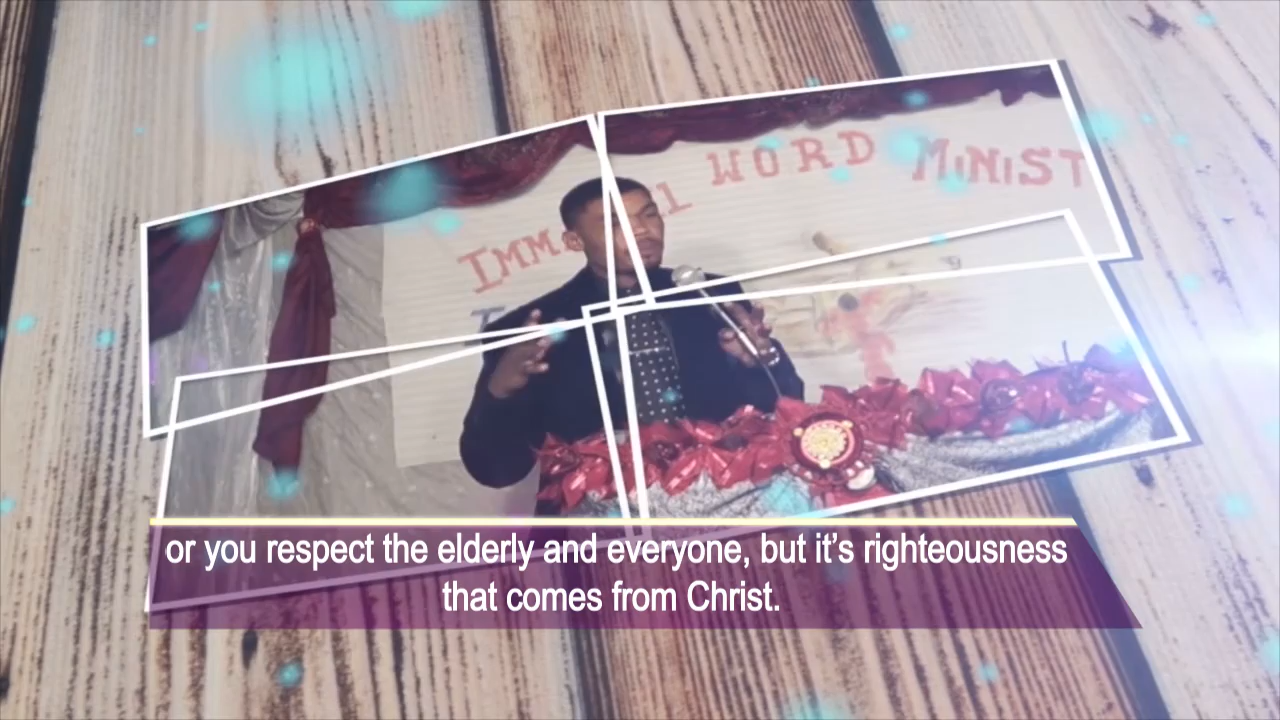 WORD MINIST
or you respect the elderly and everyone, but it’s righteousness
that comes from Christ.